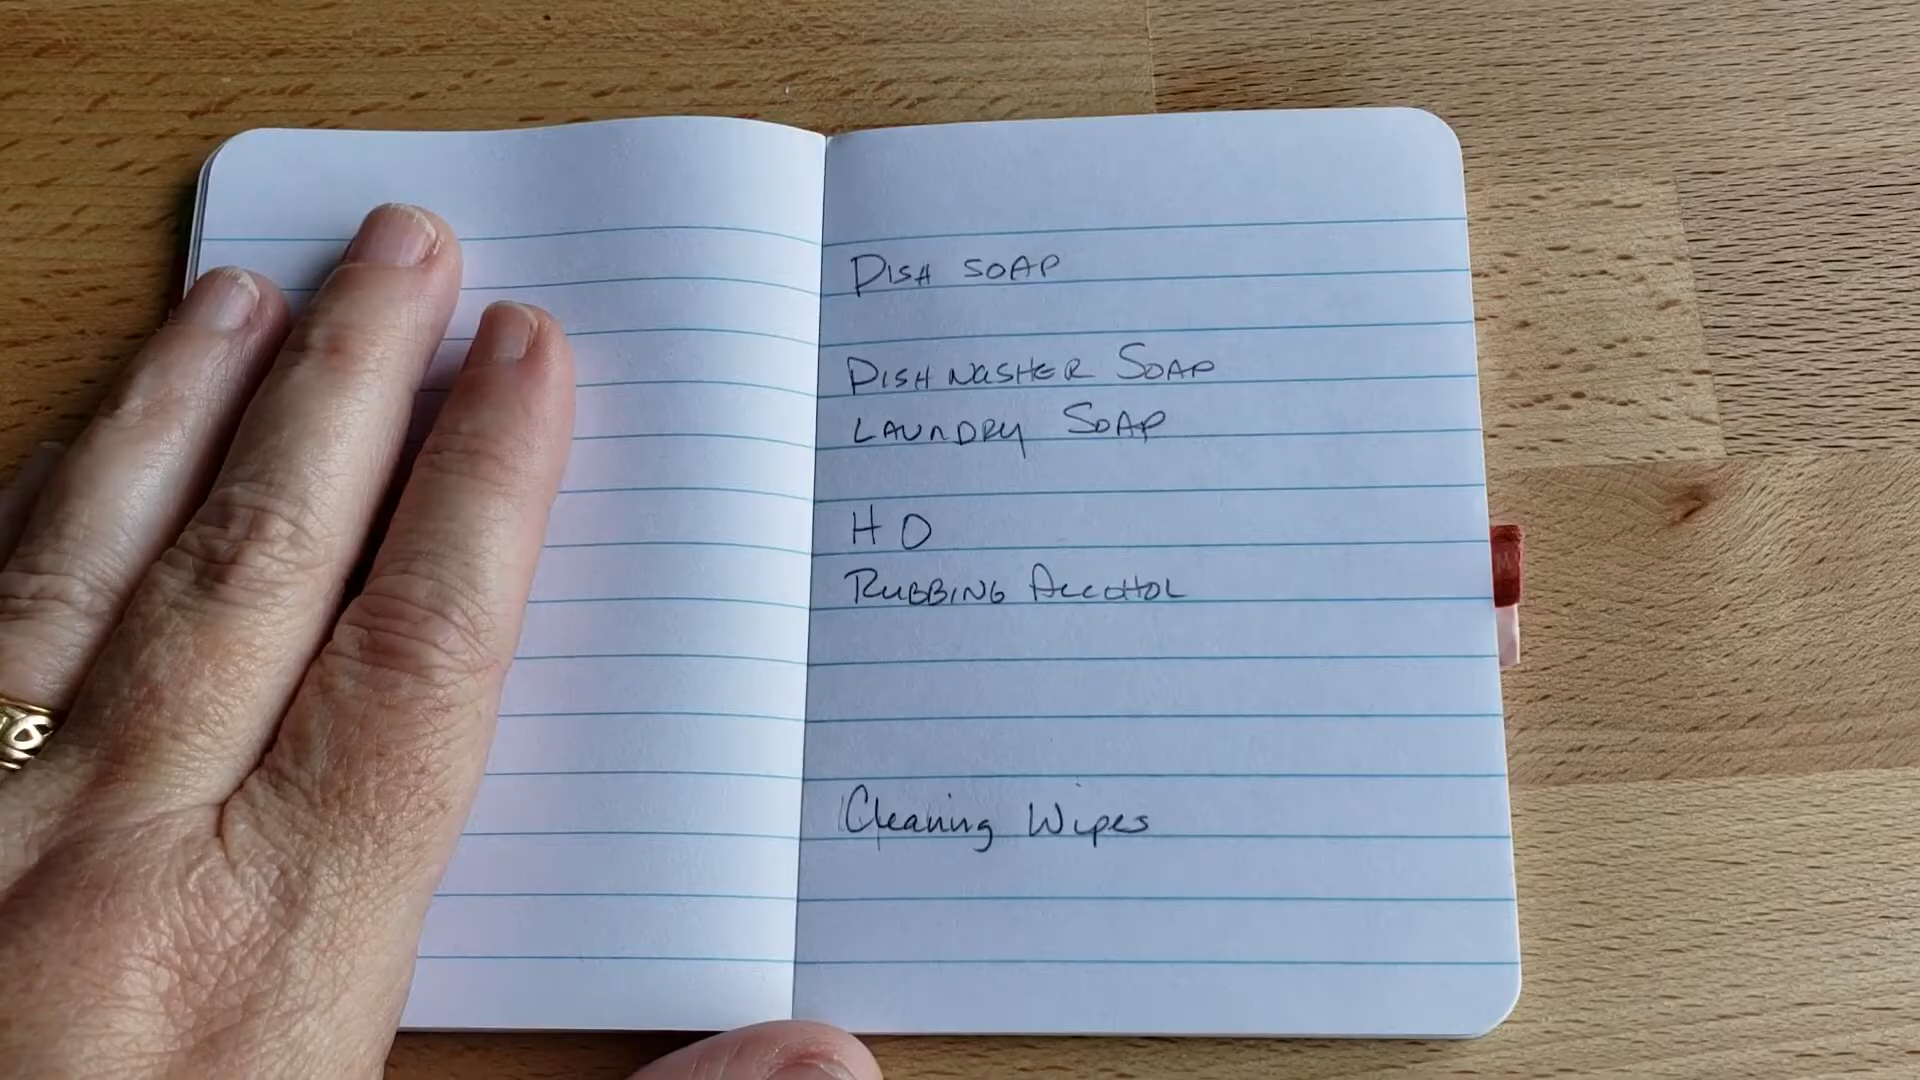 DISH SOAP
DISHWASHER SOAP
LAUNDRY SOAP
H O
RUBBING ALCOHOL
Cleaning Wipes